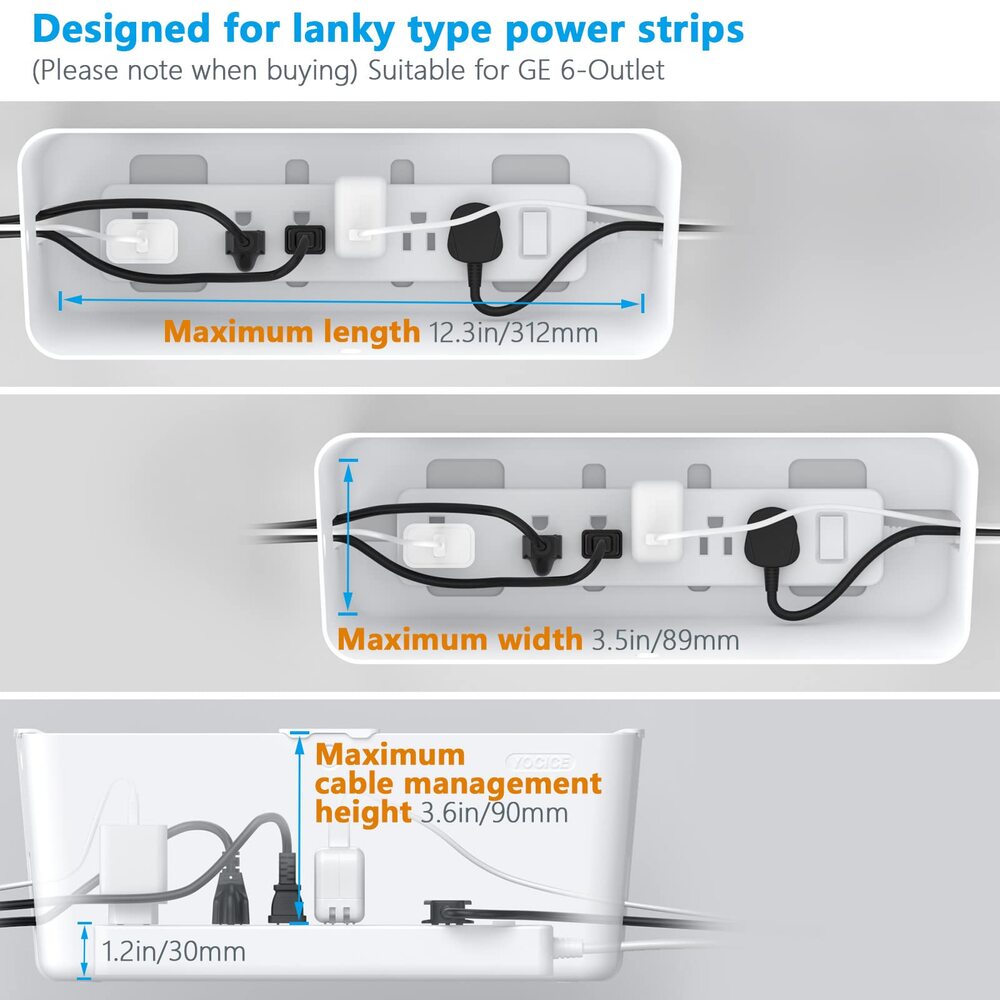 Designed for lanky type power strips
(Please note when buying) Suitable for GE 6-Outlet
Maximum length 12.3in/312mm
Maximum width 3.5in/89mm
YOCICE
Maximum
cable management
height 3.6in/90mm
1.2in/30mm